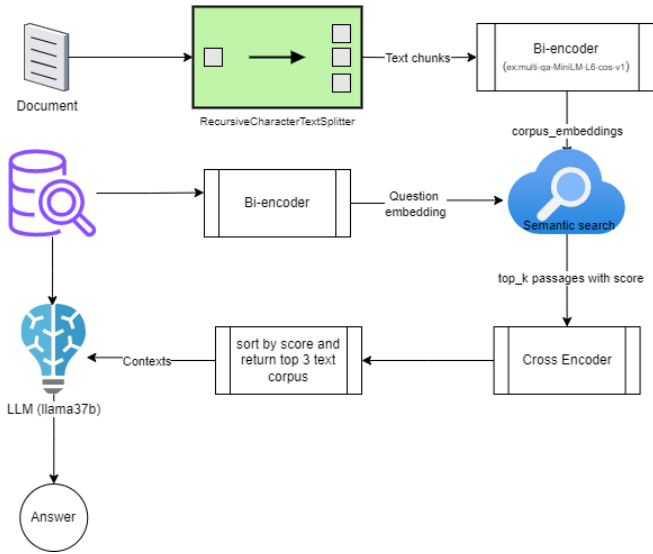 Document
RecursiveCharacterTextSplitter
Text chunks
Bi-encoder
(ex:multi-qa-MiniLM-L6-cos-v1)
corpus_embeddings
Bi-encoder
Question
embedding
Semantic search
top_k passages with score
Cross Encoder
sort by score and
return top 3 text
corpus
Contexts
LLM (llama37b)
Answer